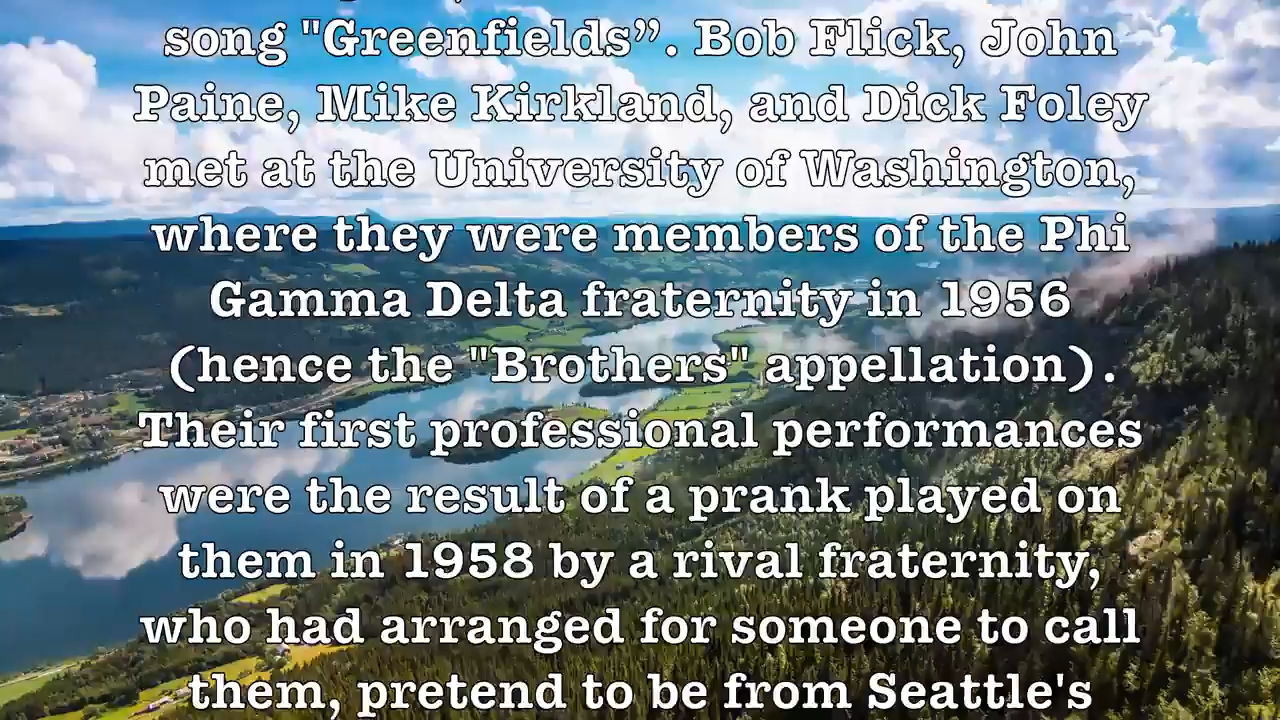 song "Greenfields”. Bob Flick, John
Paine, Mike Kirkland, and Dick Foley
met at the University of Washington,
where they were members of the Phi
Gamma Delta fraternity in 1956
(hence the "Brothers" appellation).
Their first professional performances
were the result of a prank played on
them in 1958 by a rival fraternity,
who had arranged for someone to call
them, pretend to be from Seattle's